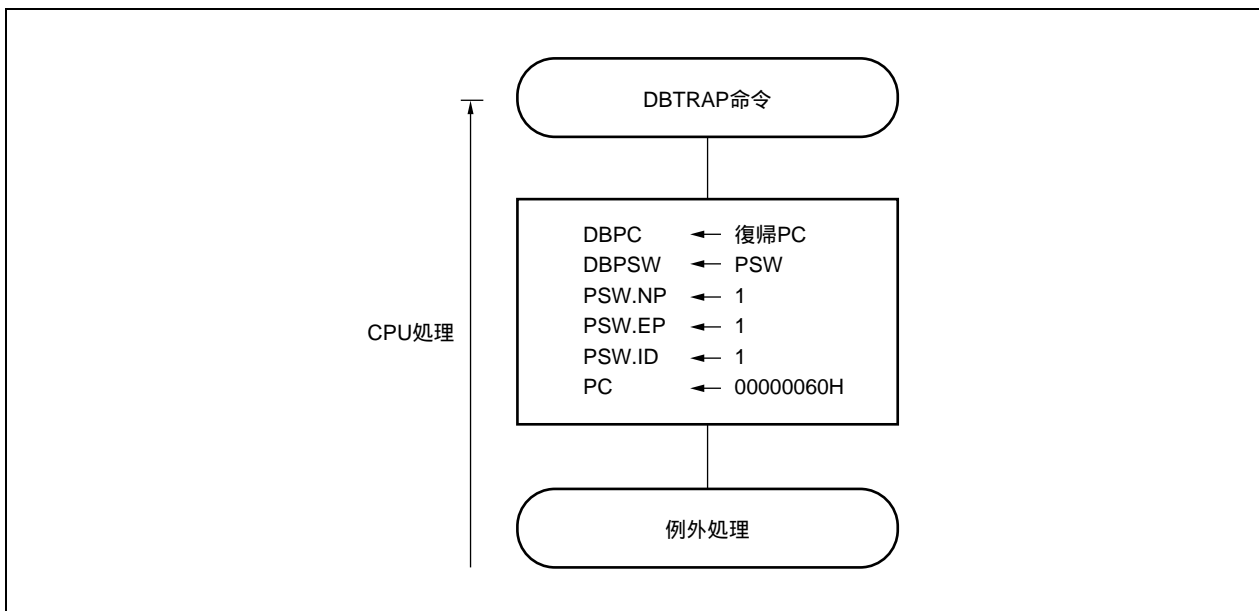 DBTRAP命令
DBPC ← 復帰PC
DBPSW ← PSW
PSW.NP ← 1
PSW.EP ← 1
PSW.ID ← 1
PC ← 00000060H
CPU処理
例外処理